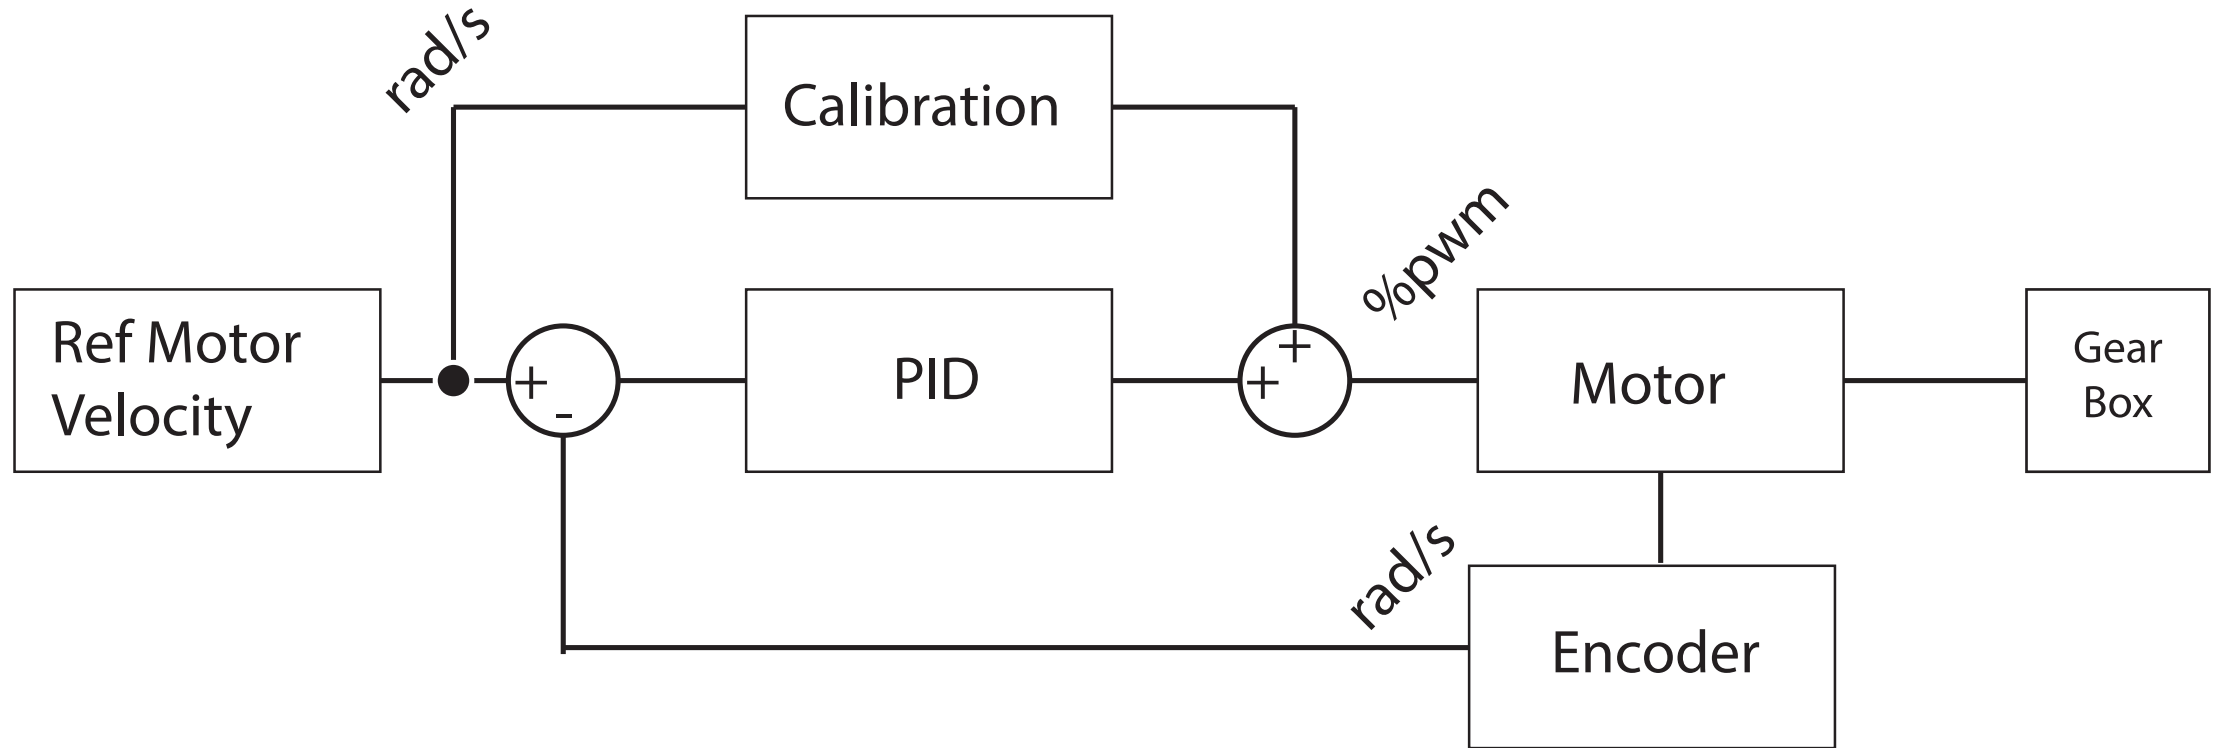 rad/s
Calibration
%pwm
Ref Motor
Velocity
+
-
PID
+
+
Motor
Gear
Box
rad/s
Encoder